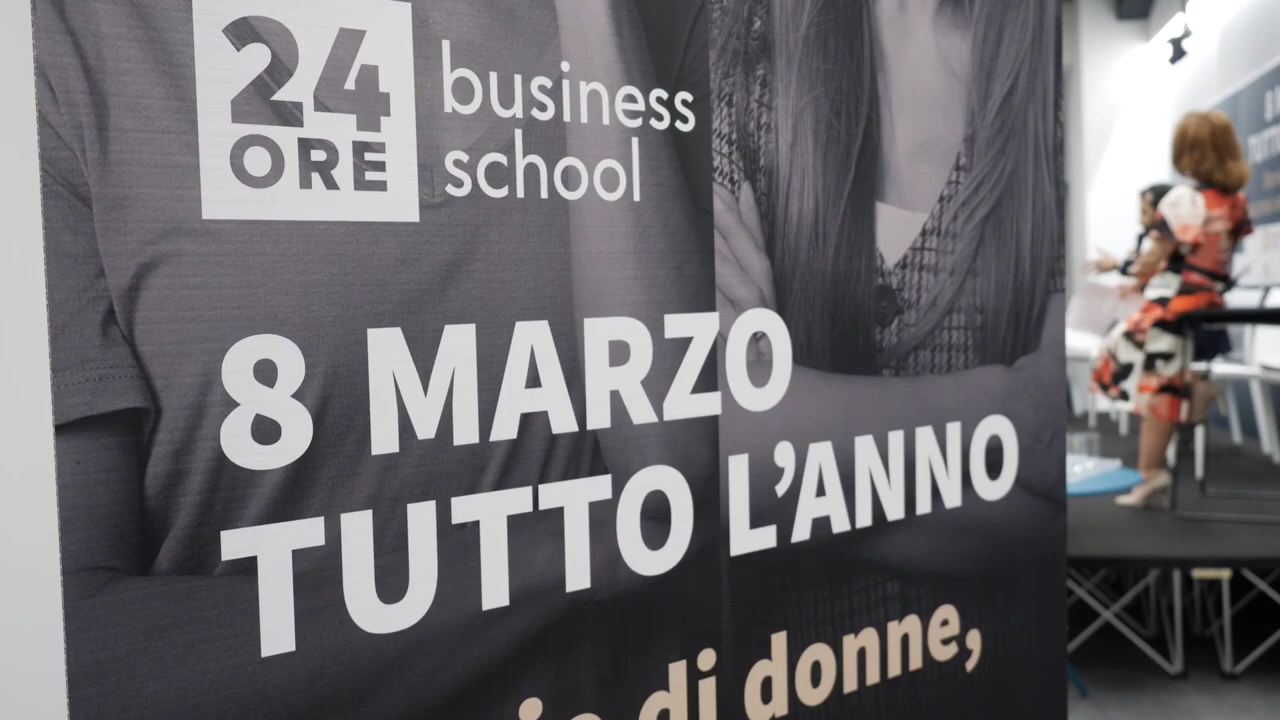 24
ORE
business
school
8 MARZO
TUTTO L'ANNO
di donne,